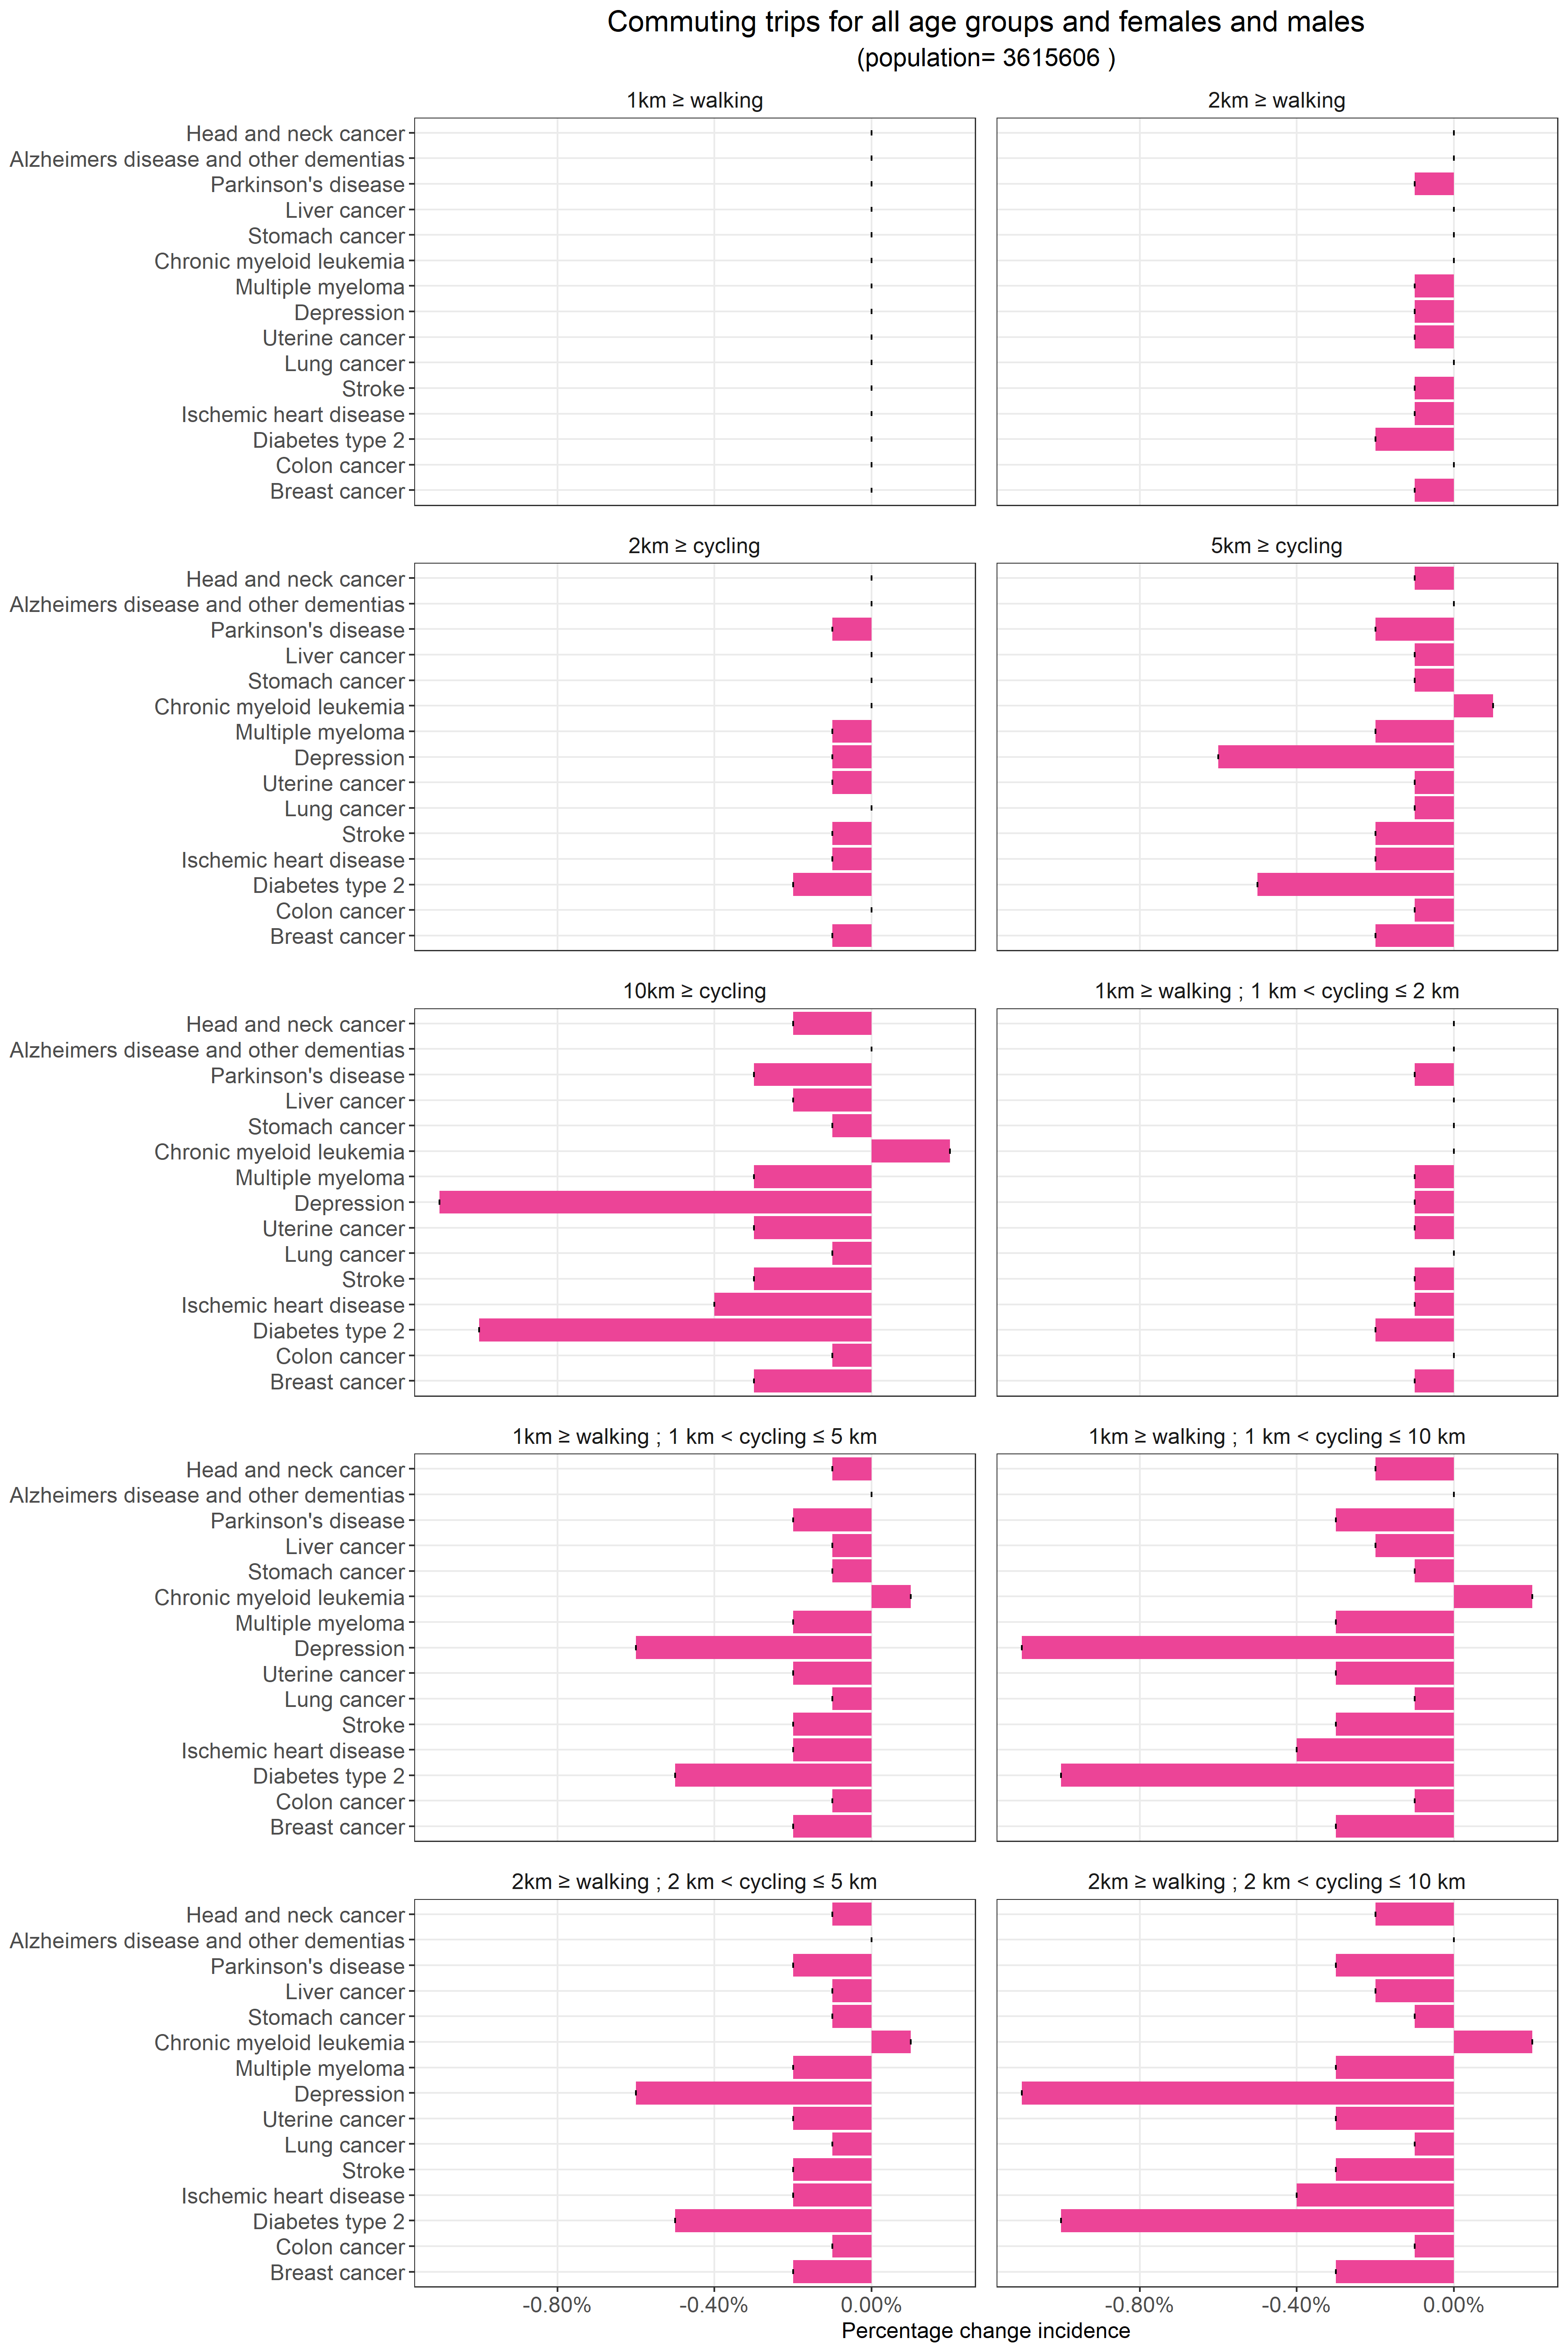 Commuting trips for all age groups and females and males
(population= 3615606 )
1km ≥ walking
2km ≥ walking
Head and neck cancer
Alzheimers disease and other dementias
Parkinson's disease
Liver cancer
Stomach cancer
Chronic myeloid leukemia
Multiple myeloma
Depression
Uterine cancer
Lung cancer
Stroke
Ischemic heart disease
Diabetes type 2
Colon cancer
Breast cancer
2km ≥ cycling
5km ≥ cycling
Head and neck cancer
Alzheimers disease and other dementias
Parkinson's disease
Liver cancer
Stomach cancer
Chronic myeloid leukemia
Multiple myeloma
Depression
Uterine cancer
Lung cancer
Stroke
Ischemic heart disease
Diabetes type 2
Colon cancer
Breast cancer
10km ≥ cycling
1km ≥ walking ; 1 km < cycling ≤ 2 km
Head and neck cancer
Alzheimers disease and other dementias
Parkinson's disease
Liver cancer
Stomach cancer
Chronic myeloid leukemia
Multiple myeloma
Depression
Uterine cancer
Lung cancer
Stroke
Ischemic heart disease
Diabetes type 2
Colon cancer
Breast cancer
1km ≥ walking ; 1 km < cycling ≤ 5 km
1km ≥ walking ; 1 km < cycling ≤ 10 km
Head and neck cancer
Alzheimers disease and other dementias
Parkinson's disease
Liver cancer
Stomach cancer
Chronic myeloid leukemia
Multiple myeloma
Depression
Uterine cancer
Lung cancer
Stroke
Ischemic heart disease
Diabetes type 2
Colon cancer
Breast cancer
2km ≥ walking ; 2 km < cycling ≤ 5 km
2km ≥ walking ; 2 km < cycling ≤ 10 km
Head and neck cancer
Alzheimers disease and other dementias
Parkinson's disease
Liver cancer
Stomach cancer
Chronic myeloid leukemia
Multiple myeloma
Depression
Uterine cancer
Lung cancer
Stroke
Ischemic heart disease
Diabetes type 2
Colon cancer
Breast cancer
-0.80% -0.40% 0.00% -0.80% -0.40% 0.00%
Percentage change incidence